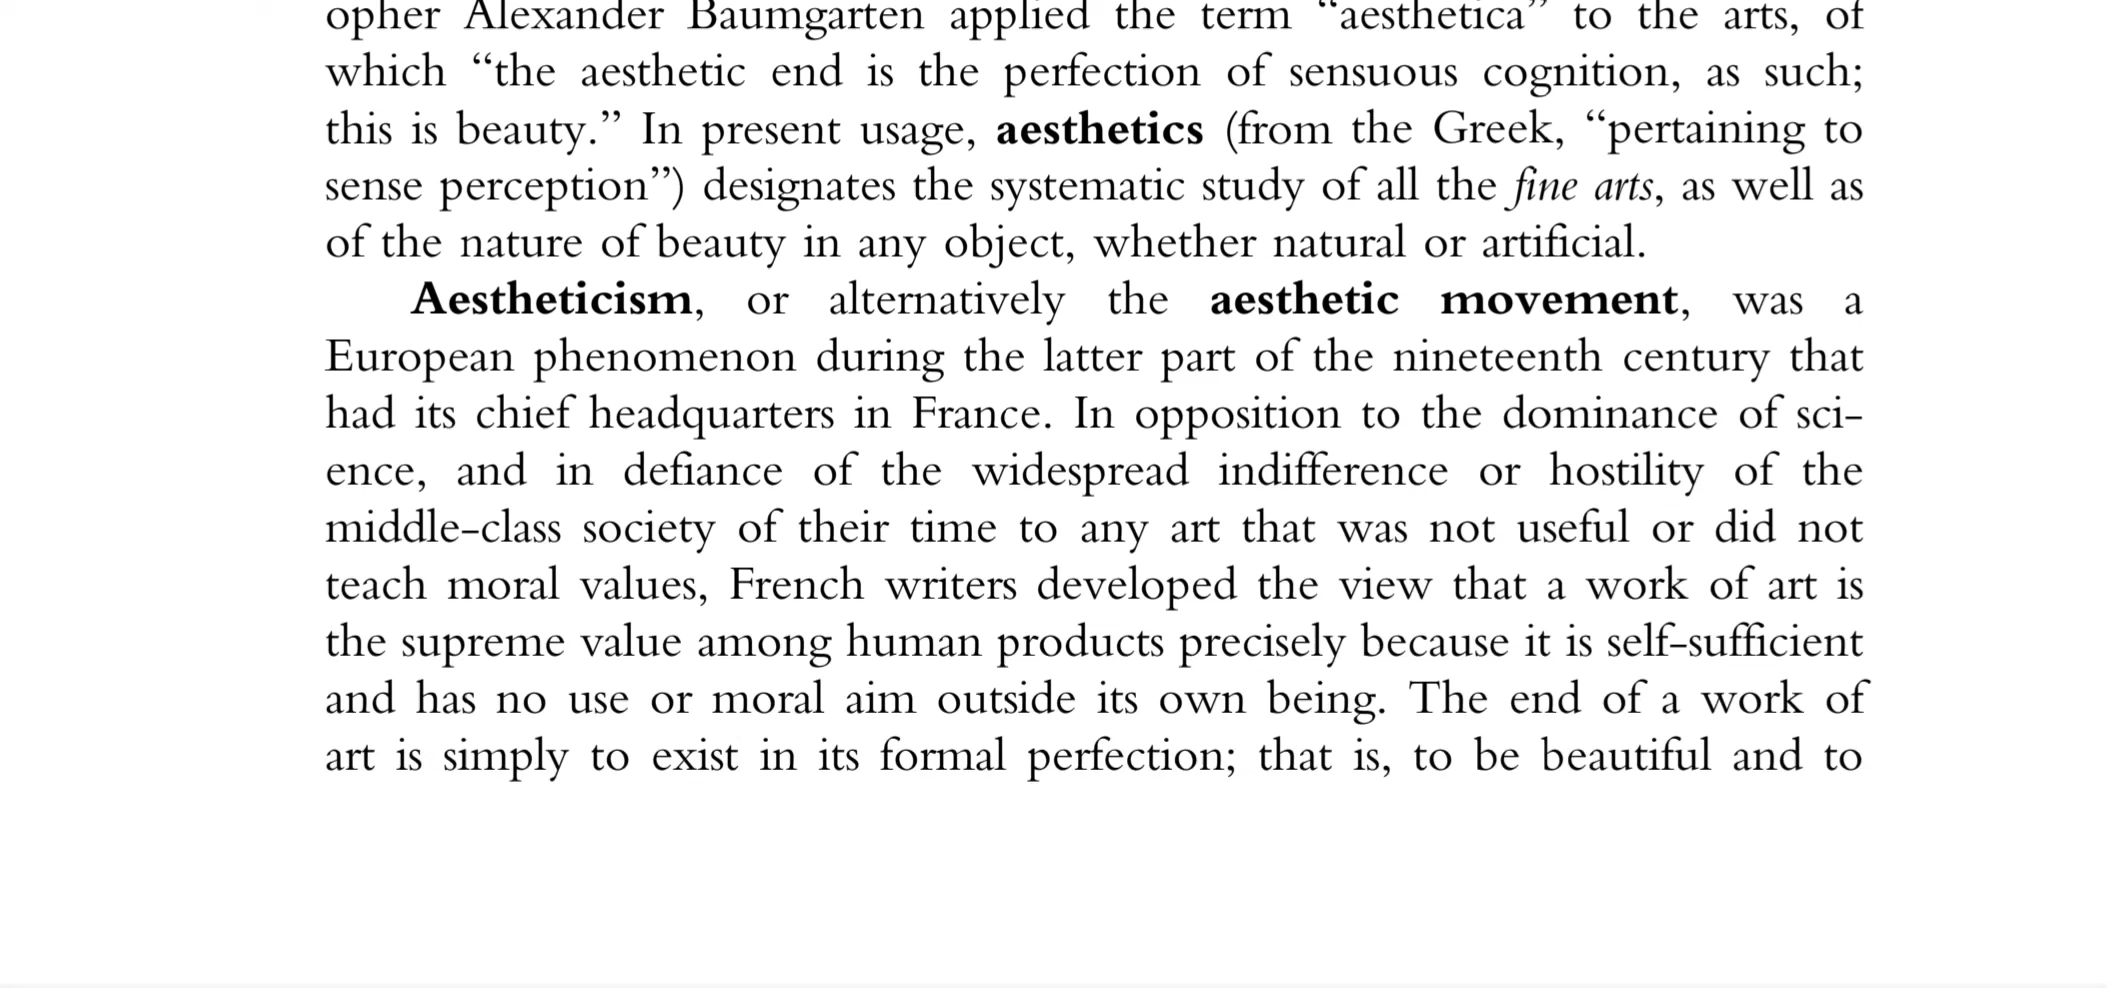 opher Alexander Baumgarten applied the term “aesthetica” to the arts, of
which “the aesthetic end is the perfection of sensuous cognition, as such;
this is beauty.” In present usage, aesthetics (from the Greek, “pertaining to
sense perception”) designates the systematic study of all the fine arts, as well as
of the nature of beauty in any object, whether natural or artificial.
Aestheticism, or alternatively the aesthetic movement, was a
European phenomenon during the latter part of the nineteenth century that
had its chief headquarters in France. In opposition to the dominance of sci-
ence, and in defiance of the widespread indifference or hostility of the
middle-class society of their time to any art that was not useful or did not
teach moral values, French writers developed the view that a work of art is
the supreme value among human products precisely because it is self-sufficient
and has no use or moral aim outside its own being. The end of a work of
art is simply to exist in its formal perfection; that is, to be beautiful and to